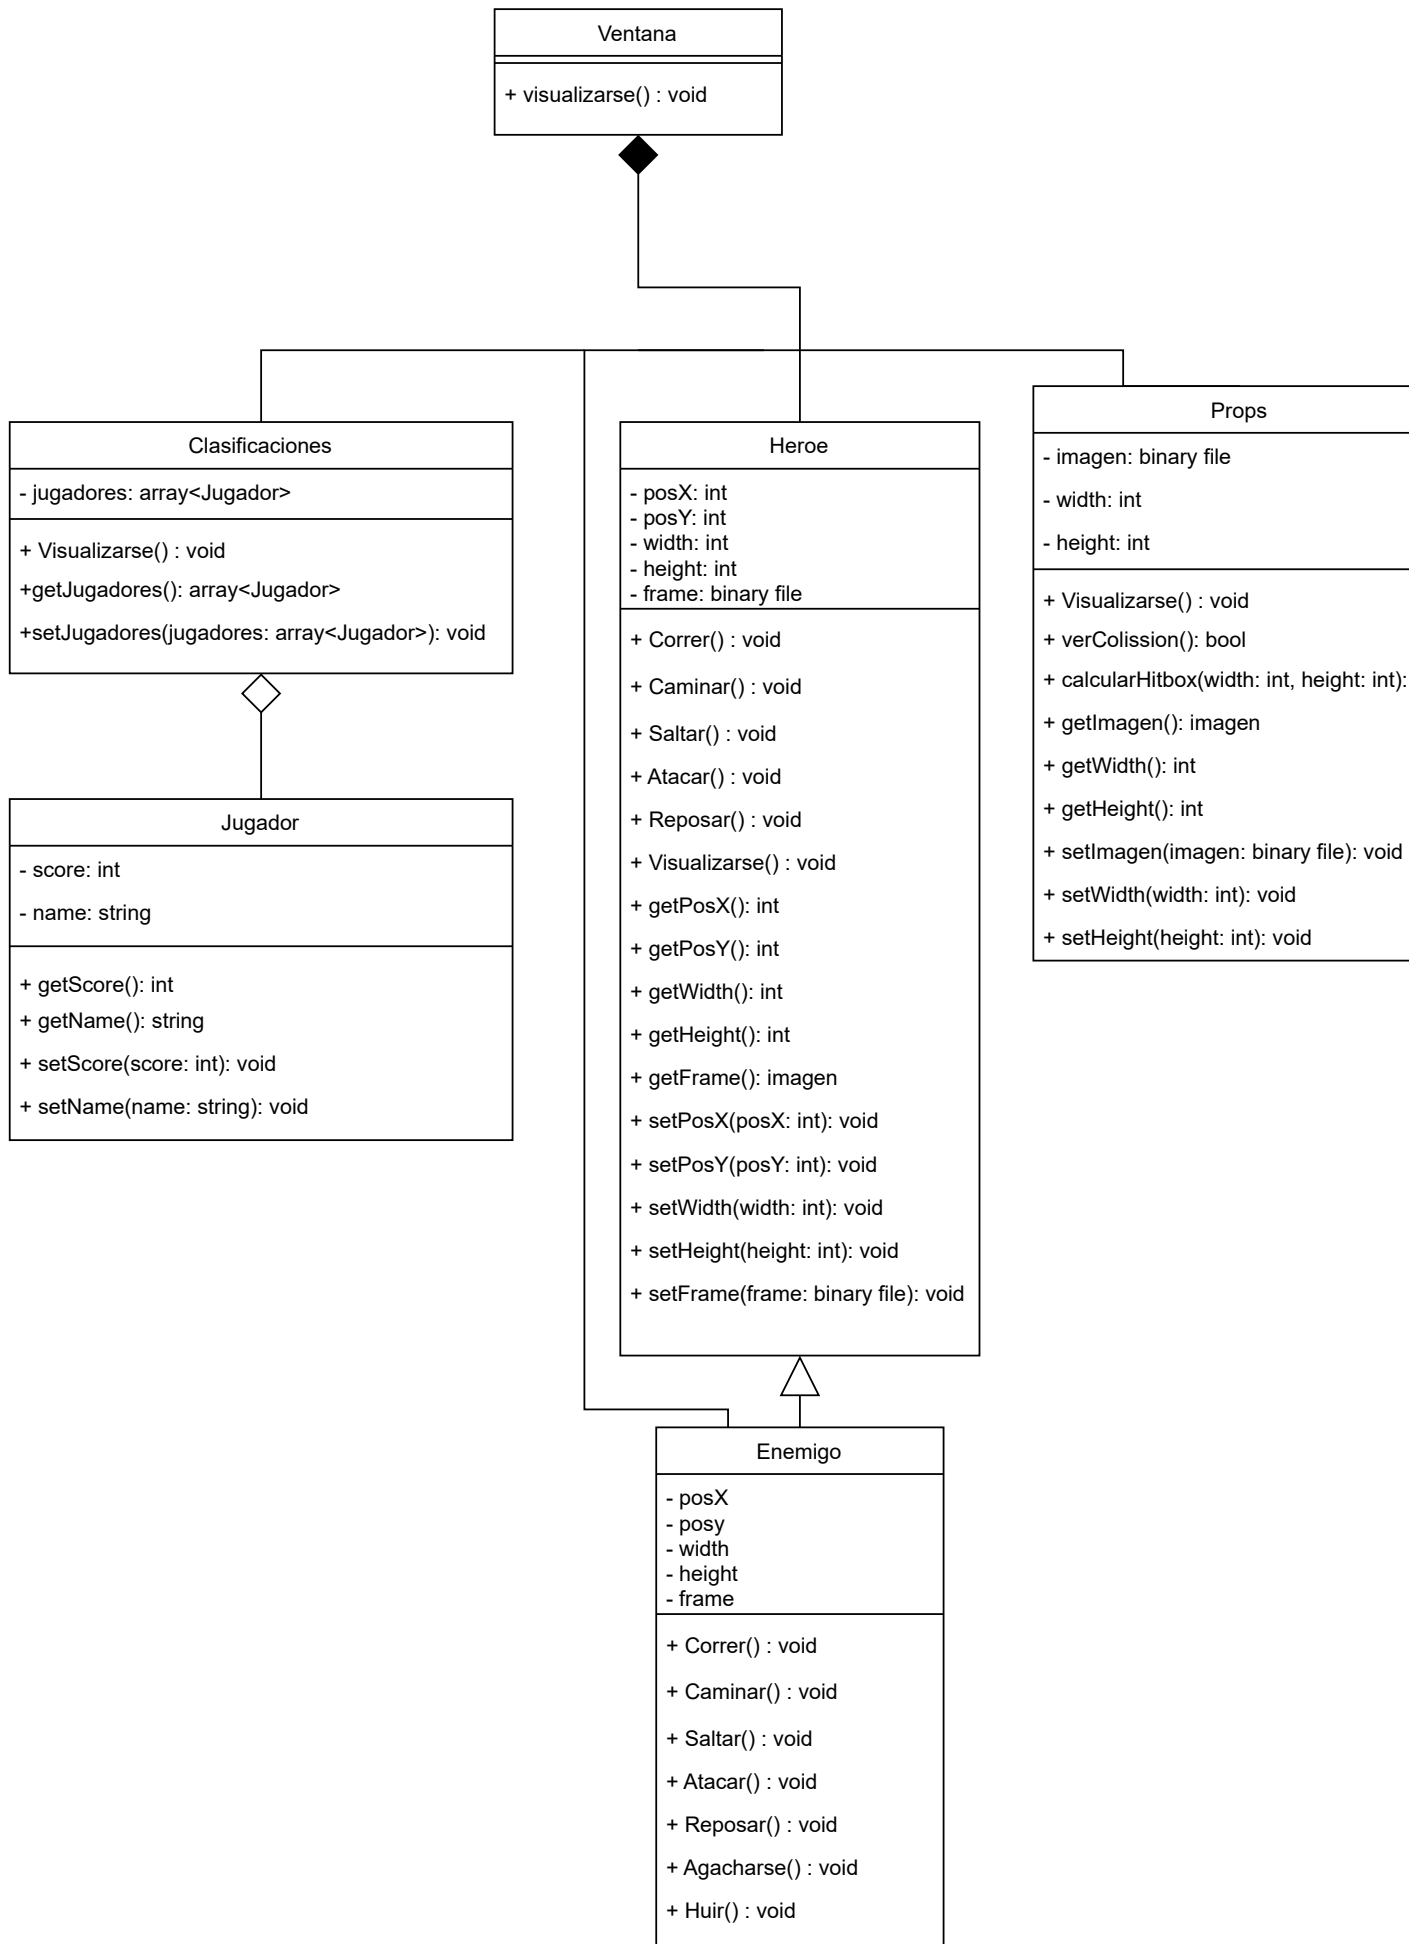 Ventana
+ visualizarse() : void
Clasificaciones
- jugadores: array<Jugador>
+ Visualizarse() : void
+getJugadores(): array<Jugador>
+setJugadores(jugadores: array<Jugador>): void
Jugador
- score: int
- name: string
+ getScore(): int
+ getName(): string
+ setScore(score: int): void
+ setName(name: string): void
Heroe
- posX: int
- posY: int
- width: int
- height: int
- frame: binary file
+ Correr() : void
+ Caminar() : void
+ Saltar() : void
+ Atacar() : void
+ Reposar() : void
+ Visualizarse() : void
+ getPosX(): int
+ getPosY(): int
+ getWidth(): int
+ getHeight(): int
+ getFrame(): imagen
+ setPosX(posX: int): void
+ setPosY(posY: int): void
+ setWidth(width: int): void
+ setHeight(height: int): void
+ setFrame(frame: binary file): void
Props
- imagen: binary file
- width: int
- height: int
+ Visualizarse() : void
+ verColission(): bool
+ calcularHitbox(width: int, height: int):
+ getImagen(): imagen
+ getWidth(): int
+ getHeight(): int
+ setImagen(imagen: binary file): void
+ setWidth(width: int): void
+ setHeight(height: int): void
Enemigo
- posX
- posy
- width
- height
- frame
+ Correr() : void
+ Caminar() : void
+ Saltar() : void
+ Atacar() : void
+ Reposar() : void
+ Agacharse() : void
+ Huir() : void